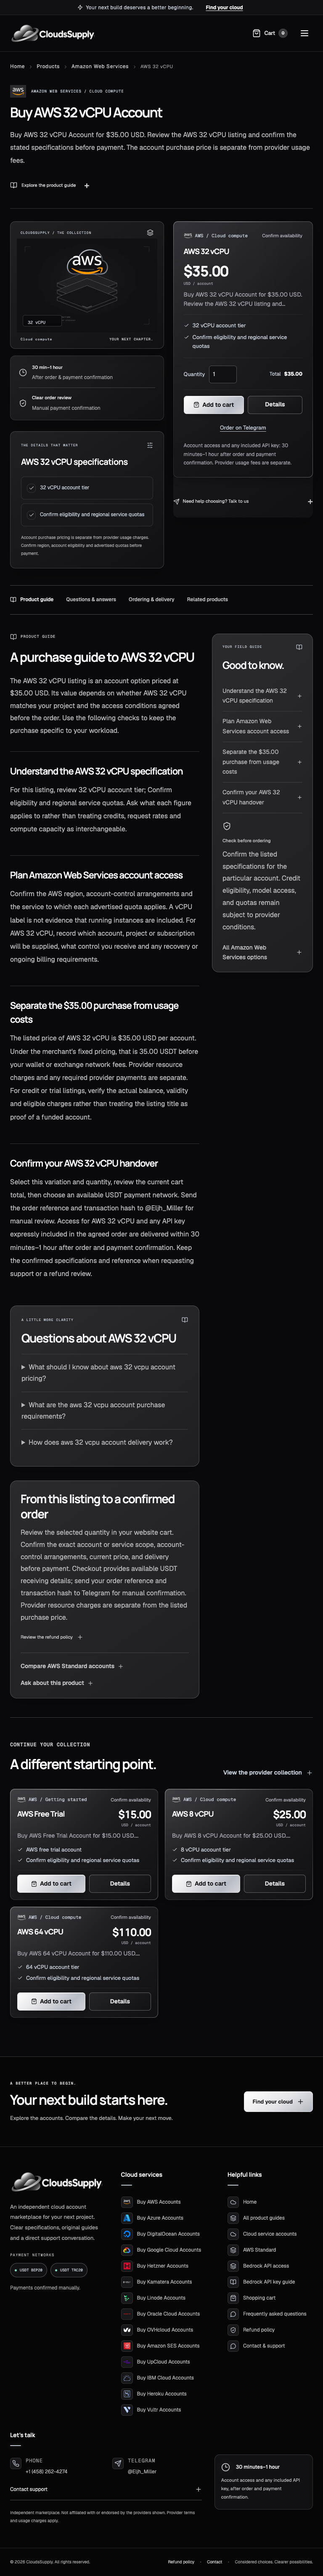 Your next build deserves a better beginning. Find your cloud
CloudsSupply
Cart 0
Home > Products > Amazon Web Services > AWS 32 vCPU
aws AMAZON WEB SERVICES / CLOUD COMPUTE
Buy AWS 32 vCPU Account
Buy AWS 32 vCPU Account for $35.00 USD. Review the AWS 32 vCPU listing and confirm the
stated specifications before payment. The account purchase price is separate from provider usage
fees.
Explore the product guide +
CLOUDSSUPPLY / THE COLLECTION
aws
32 vCPU
Cloud compute YOUR NEXT CHAPTER.
30 min–1 hour
After order & payment confirmation
Clear order review
Manual payment confirmation
THE DETAILS THAT MATTER
AWS 32 vCPU specifications
32 vCPU account tier
Confirm eligibility and regional service quotas
Account purchase pricing is separate from provider usage charges.
Confirm region, account eligibility and advertised quotas before
payment.
AWS / Cloud compute Confirm availability
AWS 32 vCPU
$35.00
USD / account
Buy AWS 32 vCPU Account for $35.00 USD.
Review the AWS 32 vCPU listing and…
32 vCPU account tier
Confirm eligibility and regional service
quotas
Quantity 1 Total $35.00
Add to cart Details
Order on Telegram
Account access and any included API key: 30
minutes–1 hour after order and payment
confirmation. Provider usage fees are separate.
Need help choosing? Talk to us +
Product guide Questions & answers Ordering & delivery Related products
PRODUCT GUIDE
A purchase guide to AWS 32 vCPU
The AWS 32 vCPU listing is an account option priced at
$35.00 USD. Its value depends on whether AWS 32 vCPU
matches your project and the access conditions agreed
before order. Use the following checks to keep the
purchase specific to your workload.
Understand the AWS 32 vCPU specification
For this listing, review 32 vCPU account tier; Confirm
eligibility and regional service quotas. Ask what each figure
applies to rather than treating credits, request rates and
compute capacity as interchangeable.
Plan Amazon Web Services account access
Confirm the AWS region, account-control arrangements and
the service to which each advertised quota applies. A vCPU
label is not evidence that running instances are included. For
AWS 32 vCPU, record which account, project or subscription
will be supplied, what control you receive and any recovery or
ongoing billing requirements.
Separate the $35.00 purchase from usage
costs
The listed price of AWS 32 vCPU is $35.00 USD per account.
Under the merchant's fixed pricing, that is 35.00 USDT before
your wallet or exchange network fees. Provider resource
charges and any required provider payments are separate.
For credit or trial listings, verify the actual balance, validity
and eligible charges rather than treating the listing title as
proof of a funded account.
Confirm your AWS 32 vCPU handover
Select this variation and quantity, review the current cart
total, then choose an available USDT payment network. Send
the order reference and transaction hash to @Eljh_Miller for
manual review. Access for AWS 32 vCPU and any API key
expressly included in the agreed order are delivered within 30
minutes–1 hour after order and payment confirmation. Keep
the confirmed specifications and reference when requesting
support or a refund review.
YOUR FIELD GUIDE
Good to know.
Understand the AWS 32
vCPU specification +
Plan Amazon Web
Services account access +
Separate the $35.00
purchase from usage
costs +
Confirm your AWS 32
vCPU handover +
Check before ordering
Confirm the listed
specifications for the
particular account. Credit
eligibility, model access,
and quotas remain
subject to provider
conditions.
All Amazon Web
Services options +
A LITTLE MORE CLARITY
Questions about AWS 32 vCPU
▶ What should I know about aws 32 vcpu account
pricing?
▶ What are the aws 32 vcpu account purchase
requirements?
▶ How does aws 32 vcpu account delivery work?
From this listing to a confirmed
order
Review the selected quantity in your website cart.
Confirm the exact account or service scope, account-
control arrangements, current price, and delivery
before payment. Checkout provides available USDT
receiving details; send your order reference and
transaction hash to Telegram for manual confirmation.
Provider resource charges are separate from the listed
purchase price.
Review the refund policy +
Compare AWS Standard accounts +
Ask about this product +
CONTINUE YOUR COLLECTION
A different starting point.
View the provider collection +
AWS / Getting started Confirm availability
AWS Free Trial $15.00
USD / account
Buy AWS Free Trial Account for $15.00 USD.…
AWS free trial account
Confirm eligibility and regional service quotas
Add to cart Details
AWS / Cloud compute Confirm availability
AWS 8 vCPU $25.00
USD / account
Buy AWS 8 vCPU Account for $25.00 USD.…
8 vCPU account tier
Confirm eligibility and regional service quotas
Add to cart Details
AWS / Cloud compute Confirm availability
AWS 64 vCPU $110.00
USD / account
Buy AWS 64 vCPU Account for $110.00 USD.…
64 vCPU account tier
Confirm eligibility and regional service quotas
Add to cart Details
A BETTER PLACE TO BEGIN.
Your next build starts here.
Explore the accounts. Compare the details. Make your next move.
Find your cloud +
CloudsSupply
An independent cloud account
marketplace for your next project.
Clear specifications, original guides
and a direct support conversation.
PAYMENT NETWORKS
USDT BEP20 USDT TRC20
Payments confirmed manually.
Cloud services
Buy AWS Accounts
Buy Azure Accounts
Buy DigitalOcean Accounts
Buy Google Cloud Accounts
Buy Hetzner Accounts
Buy Kamatera Accounts
Buy Linode Accounts
Buy Oracle Cloud Accounts
Buy OVHcloud Accounts
Buy Amazon SES Accounts
Buy UpCloud Accounts
Buy IBM Cloud Accounts
Buy Heroku Accounts
Buy Vultr Accounts
Helpful links
Home
All product guides
Cloud service accounts
AWS Standard
Bedrock API access
Bedrock API key guide
Shopping cart
Frequently asked questions
Refund policy
Contact & support
Let's talk
PHONE
+1 (458) 262-4274
TELEGRAM
@Eljh_Miller
Contact support +
Independent marketplace. Not affiliated with or endorsed by the providers shown. Provider terms
and usage charges apply.
30 minutes–1 hour
Account access and any included API
key, after order and payment
confirmation.
© 2026 CloudsSupply. All rights reserved. Refund policy · Contact · Considered choices. Clearer possibilities.